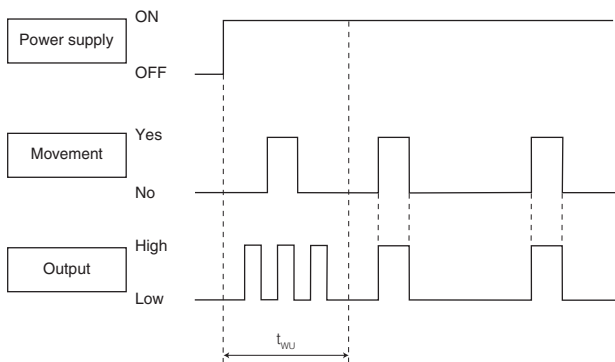 ON
Power supply
OFF
Yes
Movement
No
High
Output
Low
tWU